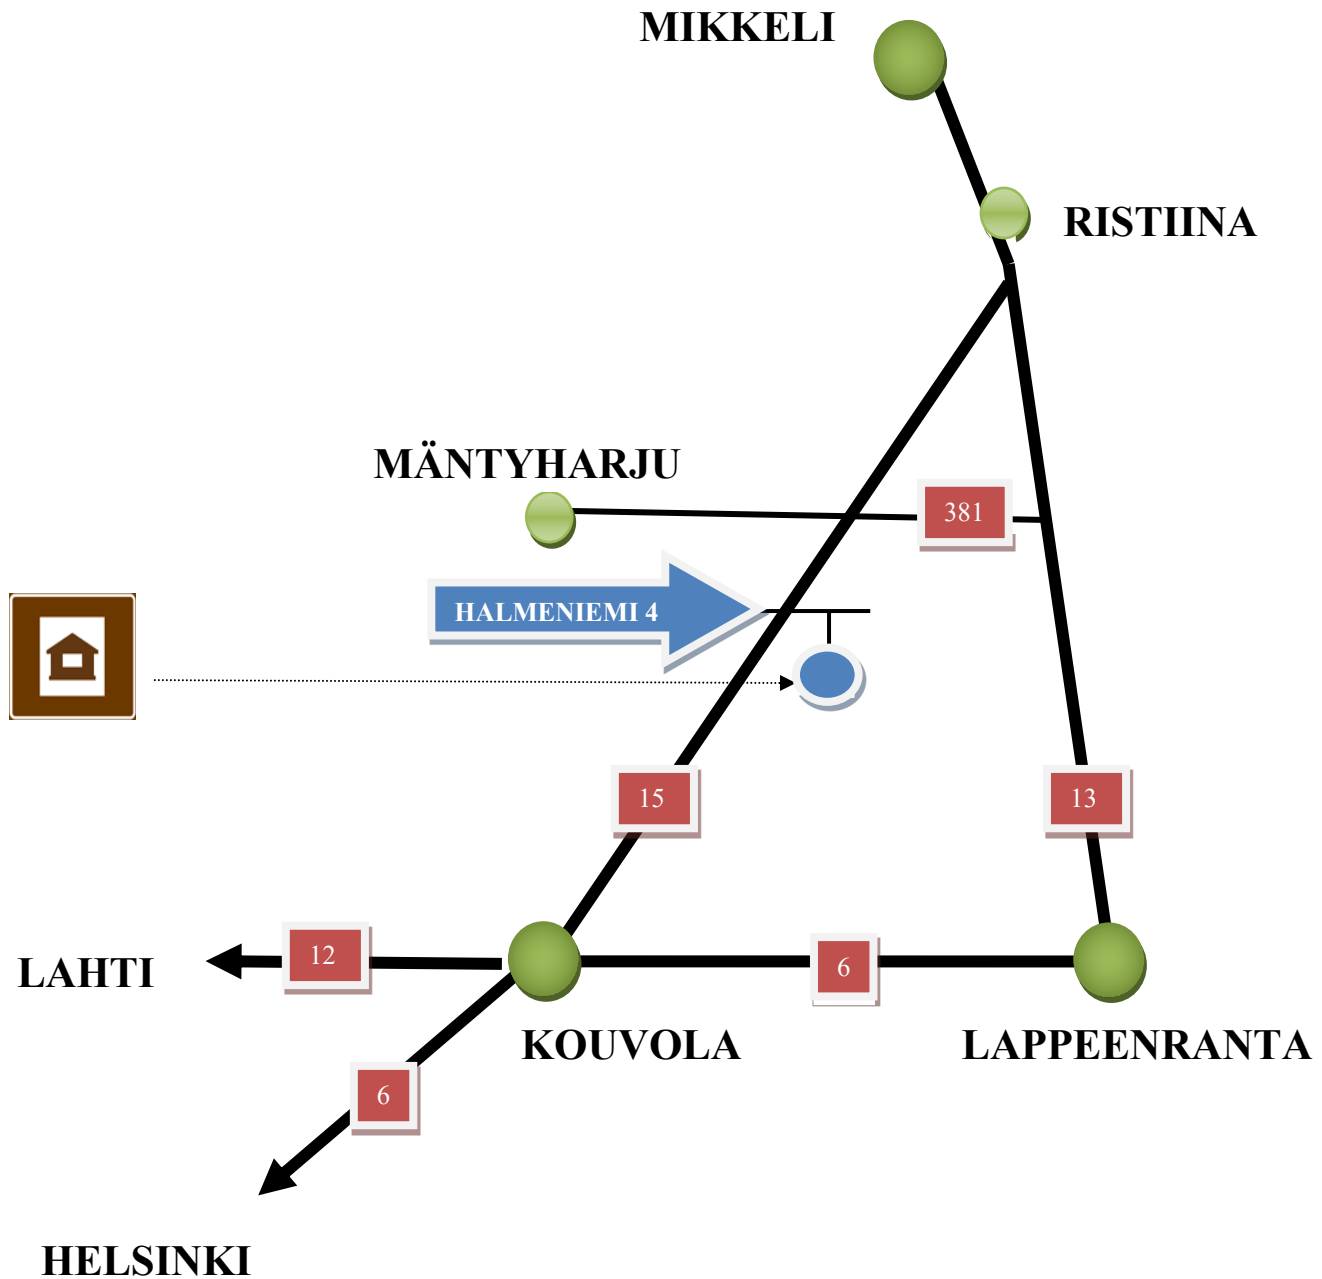 MIKKELI
RISTIINA
MÄNTYHARJU
381
HALMENIEMI 4
15
13
12
6
LAHTI
KOUVOLA
LAPPEENRANTA
6
HELSINKI